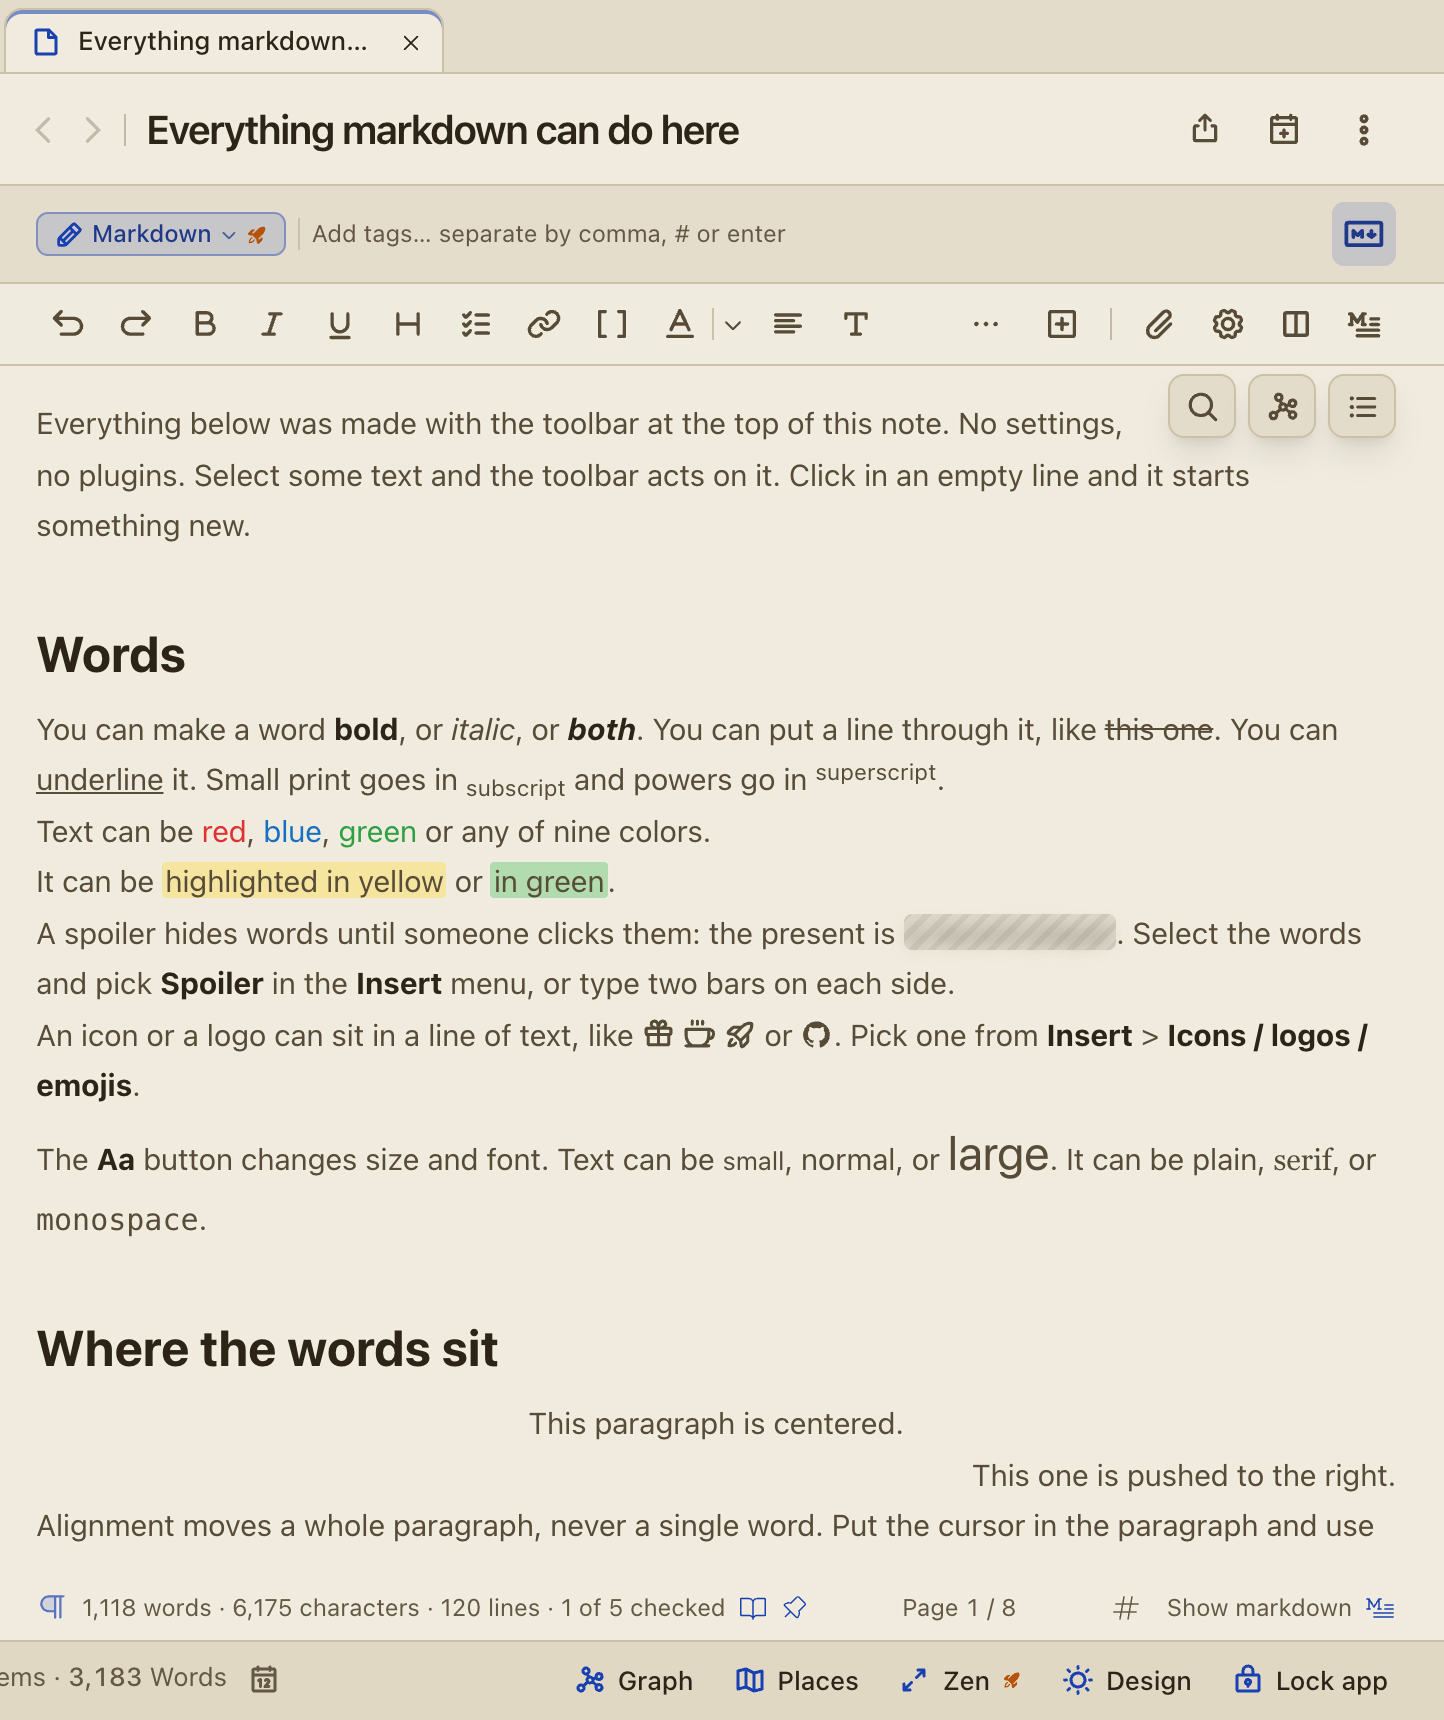 Everything markdown...
Everything markdown can do here
Markdown
Add tags... separate by comma, # or enter
Everything below was made with the toolbar at the top of this note. No settings,
no plugins. Select some text and the toolbar acts on it. Click in an empty line and it starts
something new.
Words
You can make a word bold, or italic, or both. You can put a line through it, like this one. You can
underline it. Small print goes in subscript and powers go in superscript.
Text can be red, blue, green or any of nine colors.
It can be highlighted in yellow or in green.
A spoiler hides words until someone clicks them: the present is . Select the words
and pick Spoiler in the Insert menu, or type two bars on each side.
An icon or a logo can sit in a line of text, like or . Pick one from Insert > Icons / logos /
emojis.
The Aa button changes size and font. Text can be small, normal, or large. It can be plain, serif, or
monospace.
Where the words sit
This paragraph is centered.
This one is pushed to the right.
Alignment moves a whole paragraph, never a single word. Put the cursor in the paragraph and use
1,118 words · 6,175 characters · 120 lines · 1 of 5 checked Page 1 / 8 # Show markdown
ems · 3,183 Words 12 Graph Places Zen Design Lock app